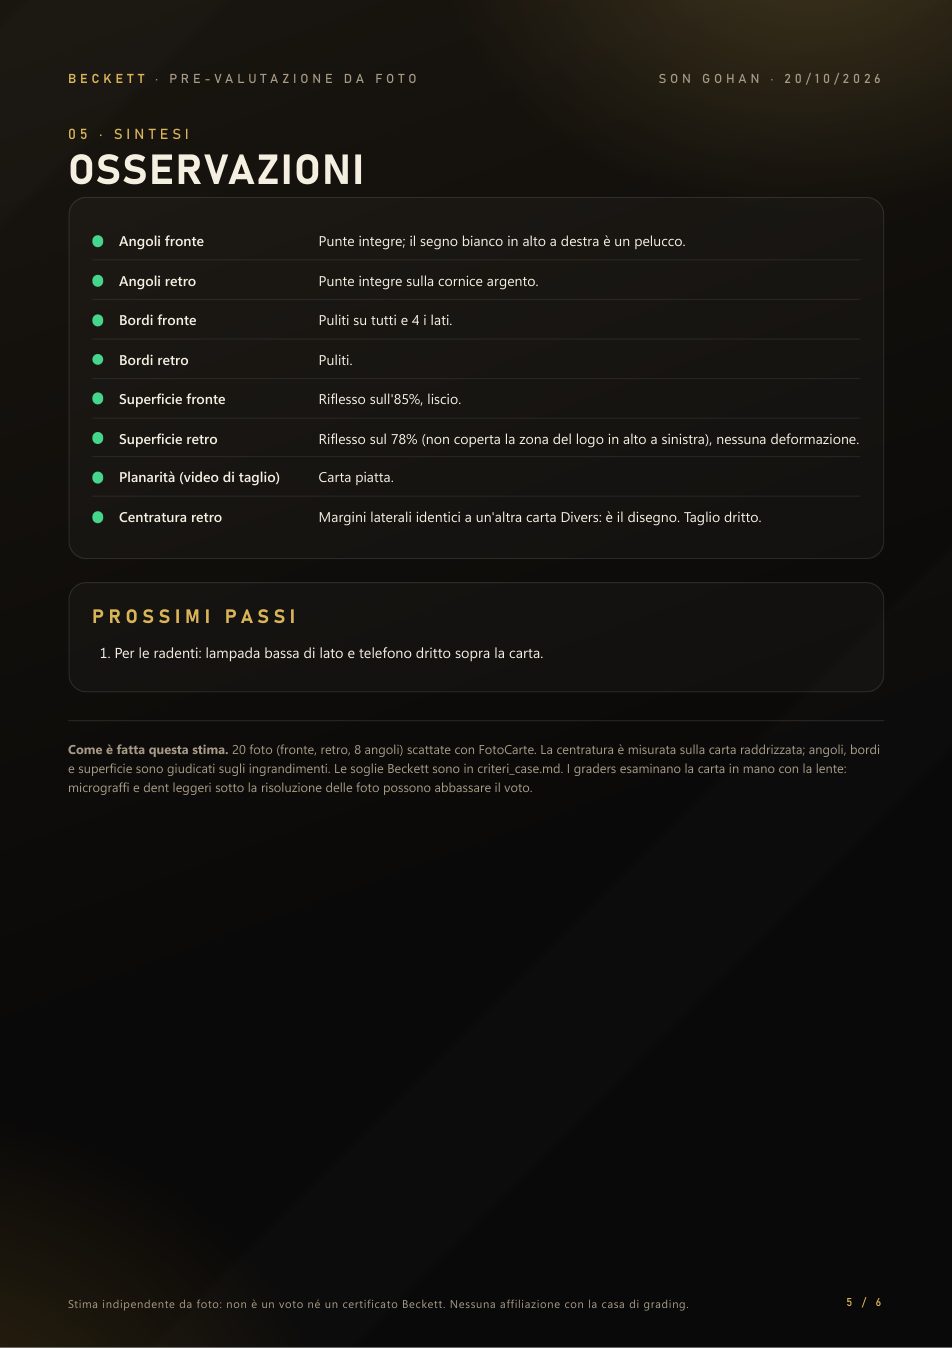 BECKETT · PRE-VALUTAZIONE DA FOTO
SON GOHAN · 20/10/2026
05 · SINTESI
OSSERVAZIONI
Angoli fronte Punte integre; il segno bianco in alto a destra è un pelucco.
Angoli retro Punte integre sulla cornice argento.
Bordi fronte Puliti su tutti e 4 i lati.
Bordi retro Puliti.
Superficie fronte Riflesso sull'85%, liscio.
Superficie retro Riflesso sul 78% (non coperta la zona del logo in alto a sinistra), nessuna deformazione.
Planarità (video di taglio) Carta piatta.
Centratura retro Margini laterali identici a un'altra carta Divers: è il disegno. Taglio dritto.
PROSSIMI PASSI
1. Per le radenti: lampada bassa di lato e telefono dritto sopra la carta.
Come è fatta questa stima. 20 foto (fronte, retro, 8 angoli) scattate con FotoCarte. La centratura è misurata sulla carta raddrizzata; angoli, bordi
e superficie sono giudicati sugli ingrandimenti. Le soglie Beckett sono in criteri_case.md. I graders esaminano la carta in mano con la lente:
micrograffi e dent leggeri sotto la risoluzione delle foto possono abbassare il voto.
Stima indipendente da foto: non è un voto né un certificato Beckett. Nessuna affiliazione con la casa di grading.
5 / 6